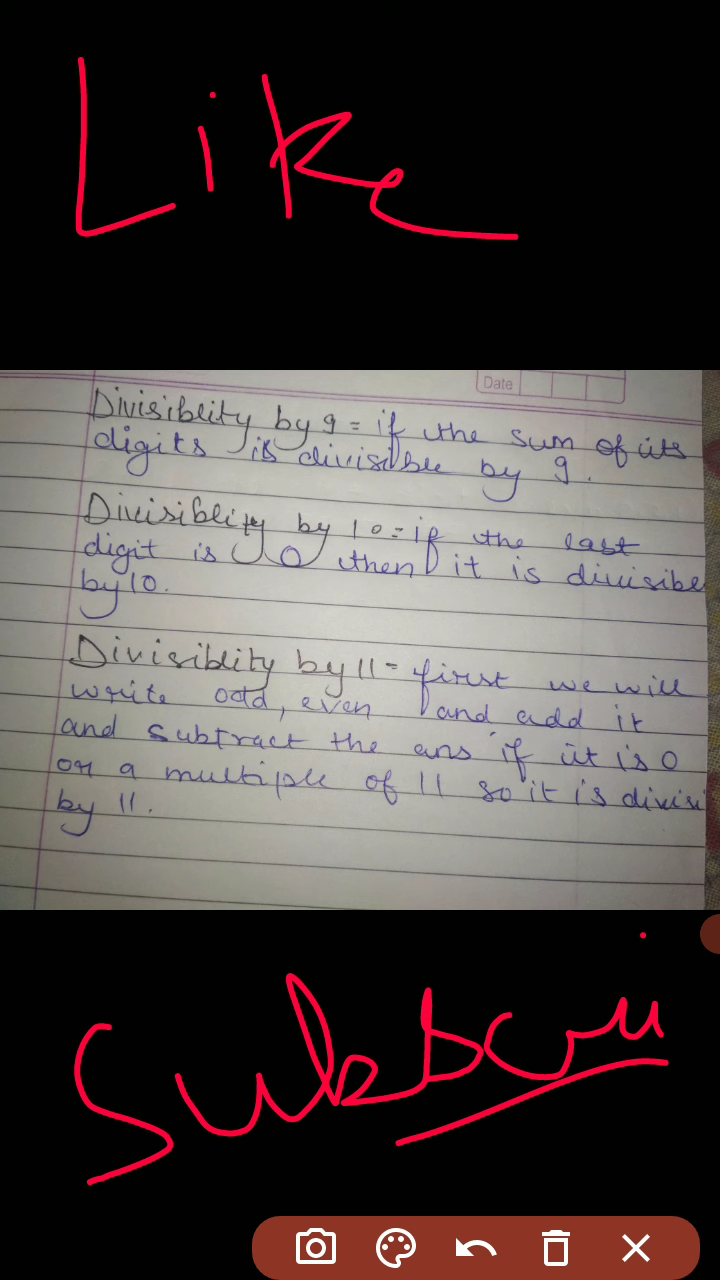 Like
Date
Divisiblity by 9 = if the sum of its
digits is divisible by 9.
Divisiblity by 10 = if the last
digit is 0 then it is divisibe
by 10.
Divisiblity by 11 - first we will
write odd, even and add it
and subtract the ans if it is 0
or a multiple of 11 so it is divisi
by 11.
Subscri